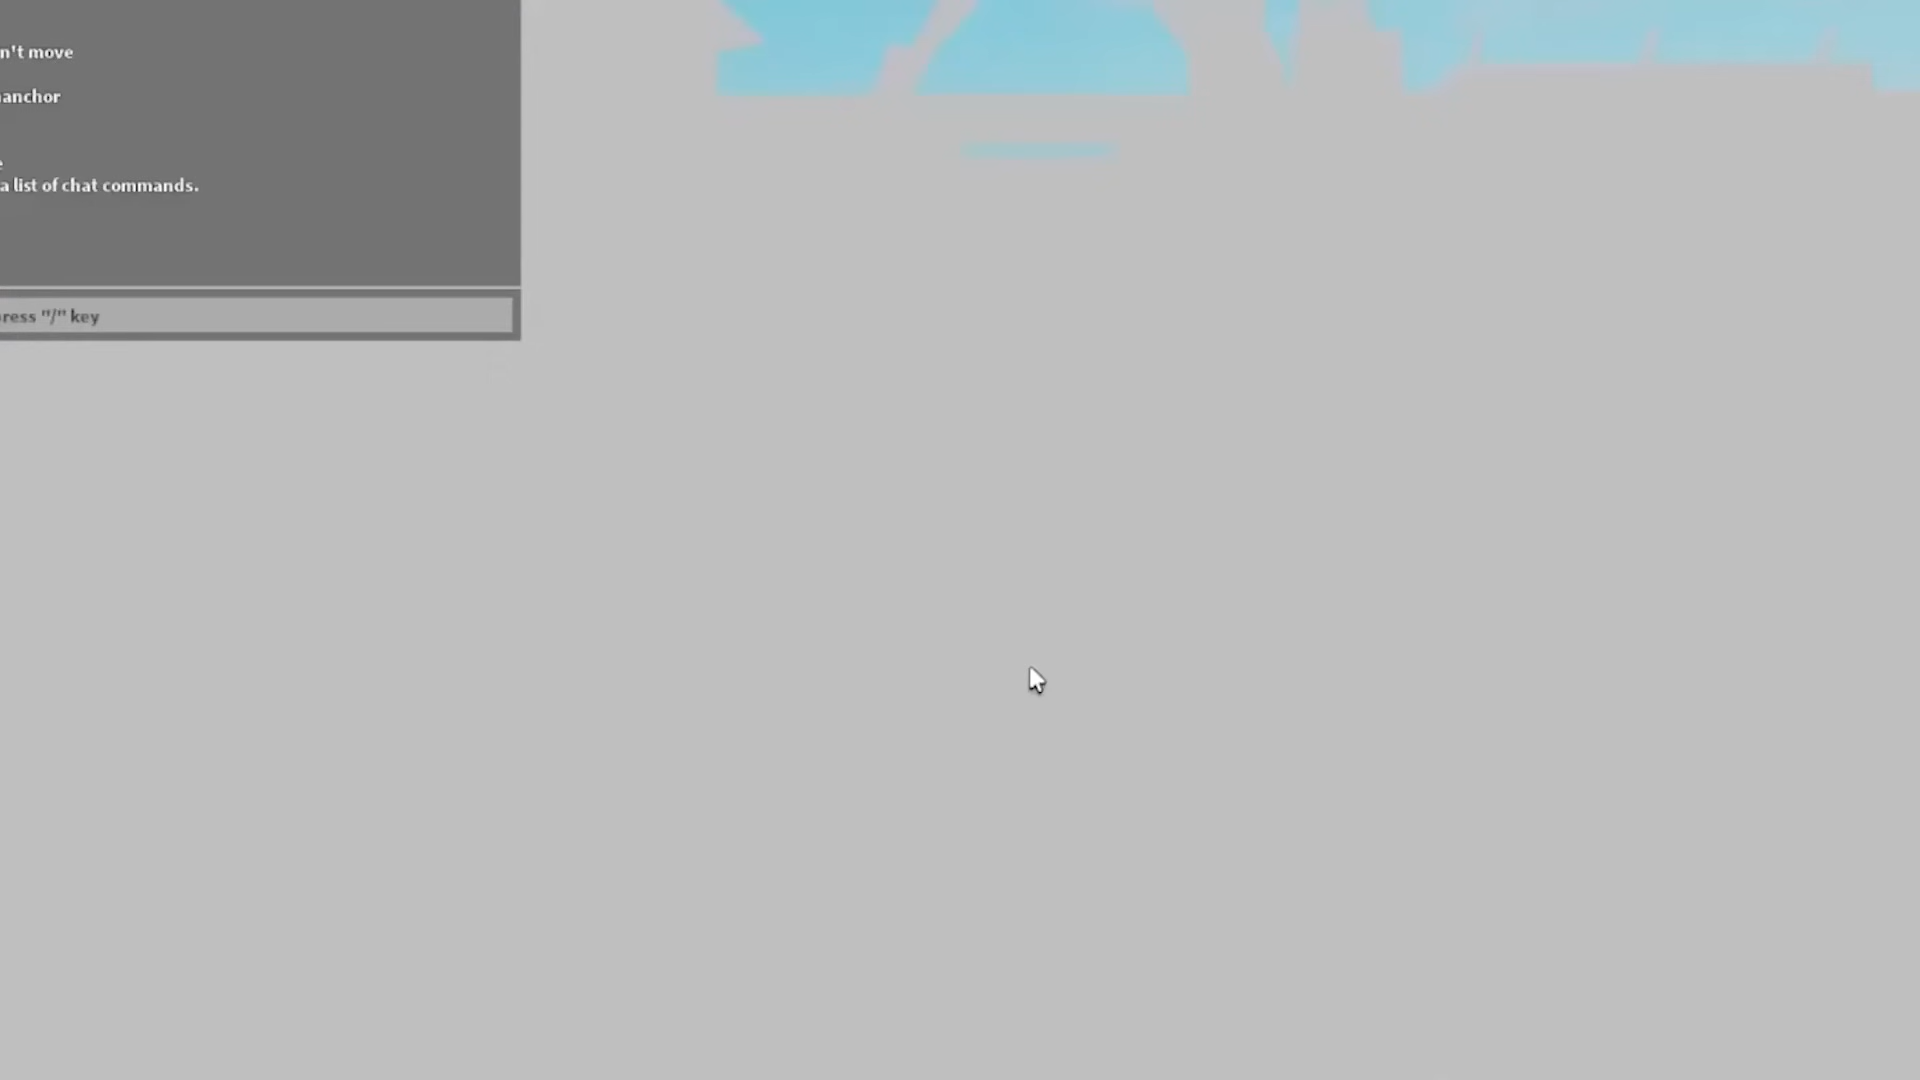 n't move
anchor
e
a list of chat commands.
ress "/" key